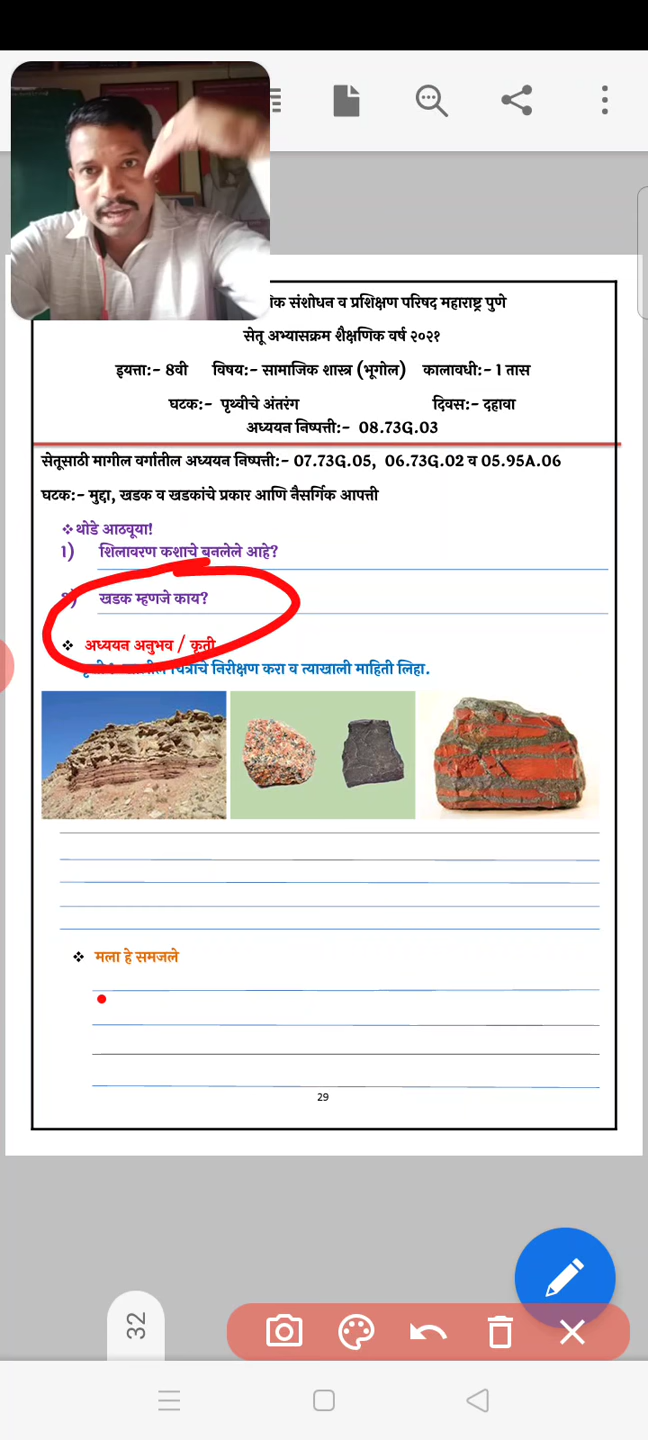 संशोधन व प्रशिक्षण परिषद महाराष्ट्र पुणे
सेतू अभ्यासक्रम शैक्षणिक वर्ष २०२१
इयत्ता:- 8वी विषय:- सामाजिक शास्त्र (भूगोल) कालावधी:- 1 तास
घटक:- पृथ्वीचे अंतरंग दिवस:- दहावा
अध्ययन निष्पत्ती:- 08.73G.03
सेतूसाठी मागील वर्गातील अध्ययन निष्पत्ती:- 07.73G.05, 06.73G.02 व 05.95A.06
घटक:- मुद्दा, खडक व खडकांचे प्रकार आणि नैसर्गिक आपत्ती
❖ थोडे आठवूया!
१) शिलावरण कशाचे बनलेले आहे?
खडक म्हणजे काय?
❖ अध्ययन अनुभव / कृती
चित्रांचे निरीक्षण करा व त्याखाली माहिती लिहा.
❖ मला हे समजले
29
32